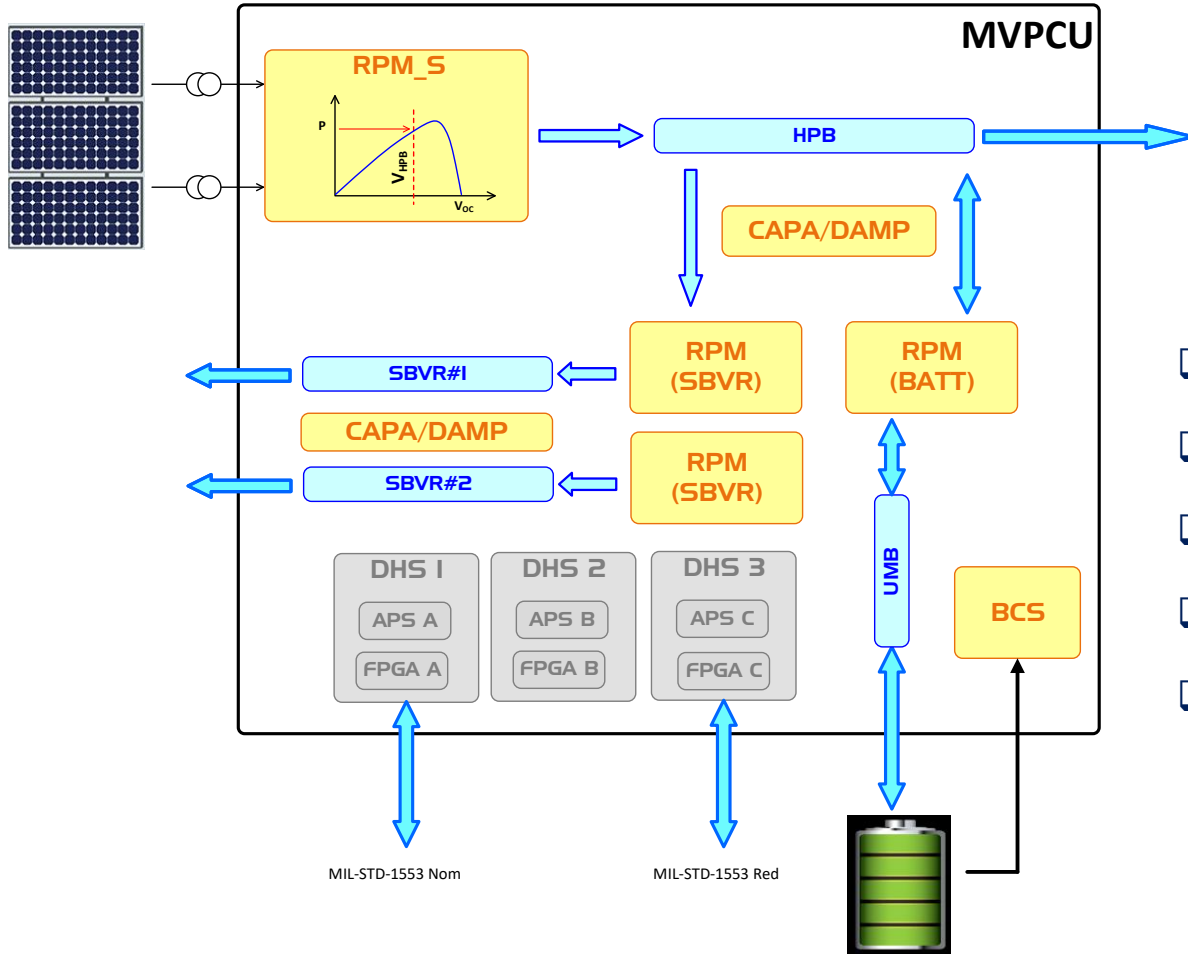 MVPCU
RPM_S
P
V_HPB
V_OC
HPB
CAPA/DAMP
RPM
(SBVR)
RPM
(BATT)
SBVR#1
CAPA/DAMP
RPM
(SBVR)
SBVR#2
UMB
DHS 1
APS A
FPGA A
DHS 2
APS B
FPGA B
DHS 3
APS C
FPGA C
BCS
MIL-STD-1553 Nom
MIL-STD-1553 Red